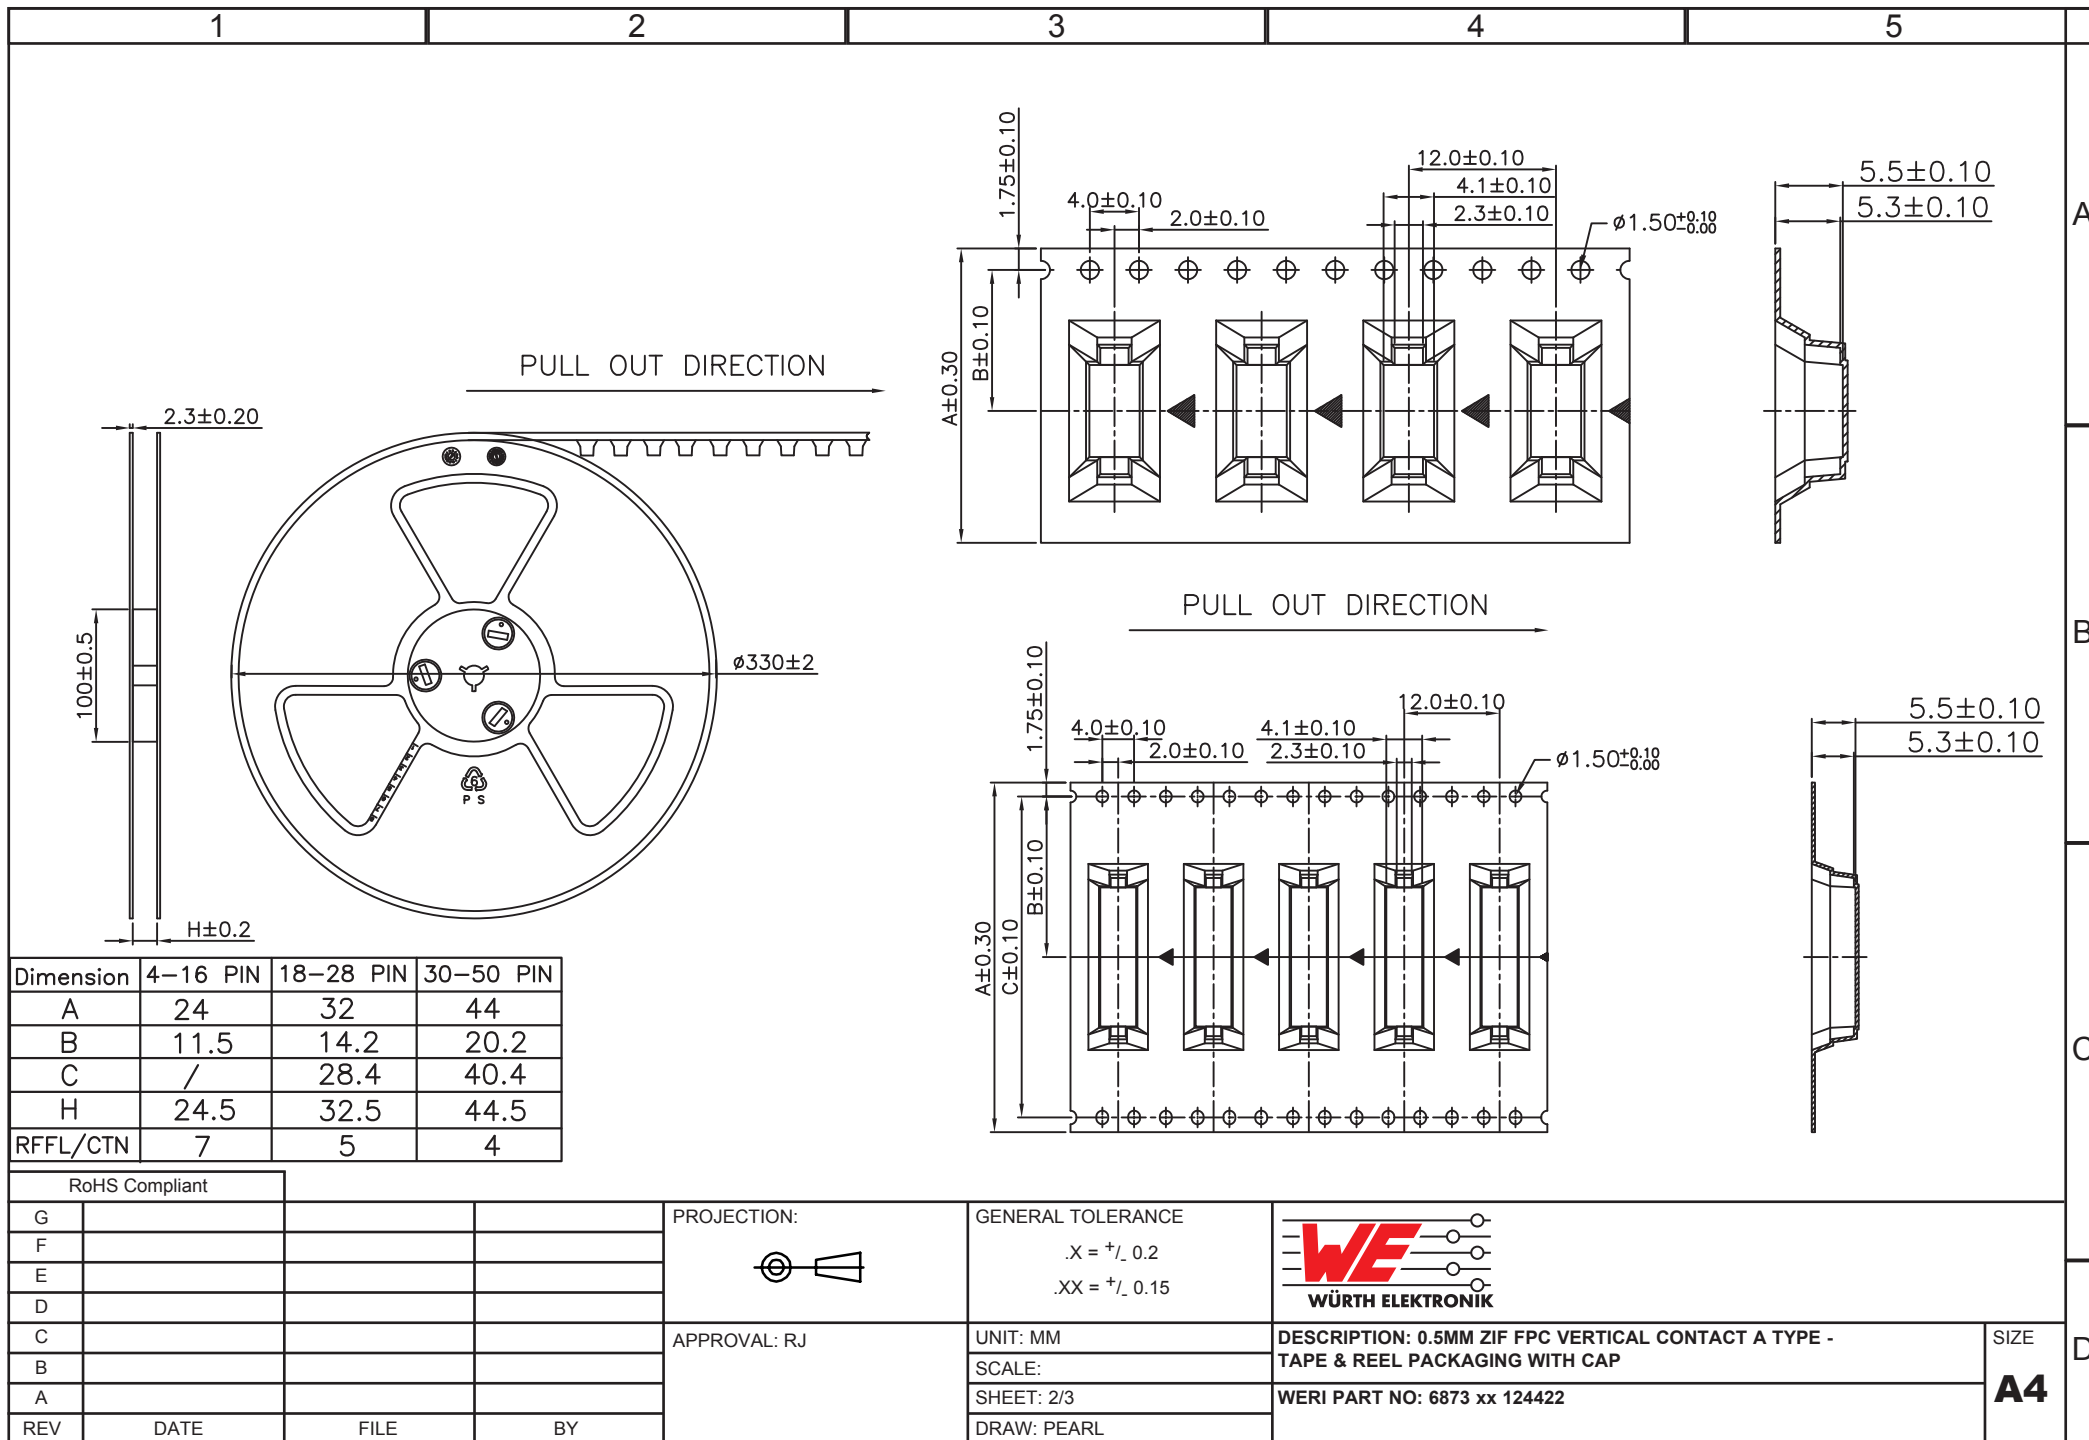 1 2 3 4 5
A
B
C
D
1.75±0.10
4.0±0.10
2.0±0.10
12.0±0.10
4.1±0.10
2.3±0.10
ø1.50+0.10 -0.00
A±0.30
B±0.10
5.5±0.10
5.3±0.10
PULL OUT DIRECTION
2.3±0.20
100±0.5
ø330±2
H±0.2
6
PS
PULL OUT DIRECTION
1.75±0.10
4.0±0.10
2.0±0.10
4.1±0.10
2.3±0.10
12.0±0.10
ø1.50+0.10 -0.00
A±0.30
C±0.10
B±0.10
5.5±0.10
5.3±0.10
Dimension 4-16 PIN 18-28 PIN 30-50 PIN
A 24 32 44
B 11.5 14.2 20.2
C / 28.4 40.4
H 24.5 32.5 44.5
RFFL/CTN 7 5 4
RoHS Compliant
G
F
E
D
C
B
A
REV DATE FILE BY
PROJECTION:
APPROVAL: RJ
GENERAL TOLERANCE
.X = +/- 0.2
.XX = +/- 0.15
UNIT: MM
SCALE:
SHEET: 2/3
DRAW: PEARL
WE
WÜRTH ELEKTRONIK
DESCRIPTION: 0.5MM ZIF FPC VERTICAL CONTACT A TYPE -
TAPE & REEL PACKAGING WITH CAP
WERI PART NO: 6873 xx 124422
SIZE
A4